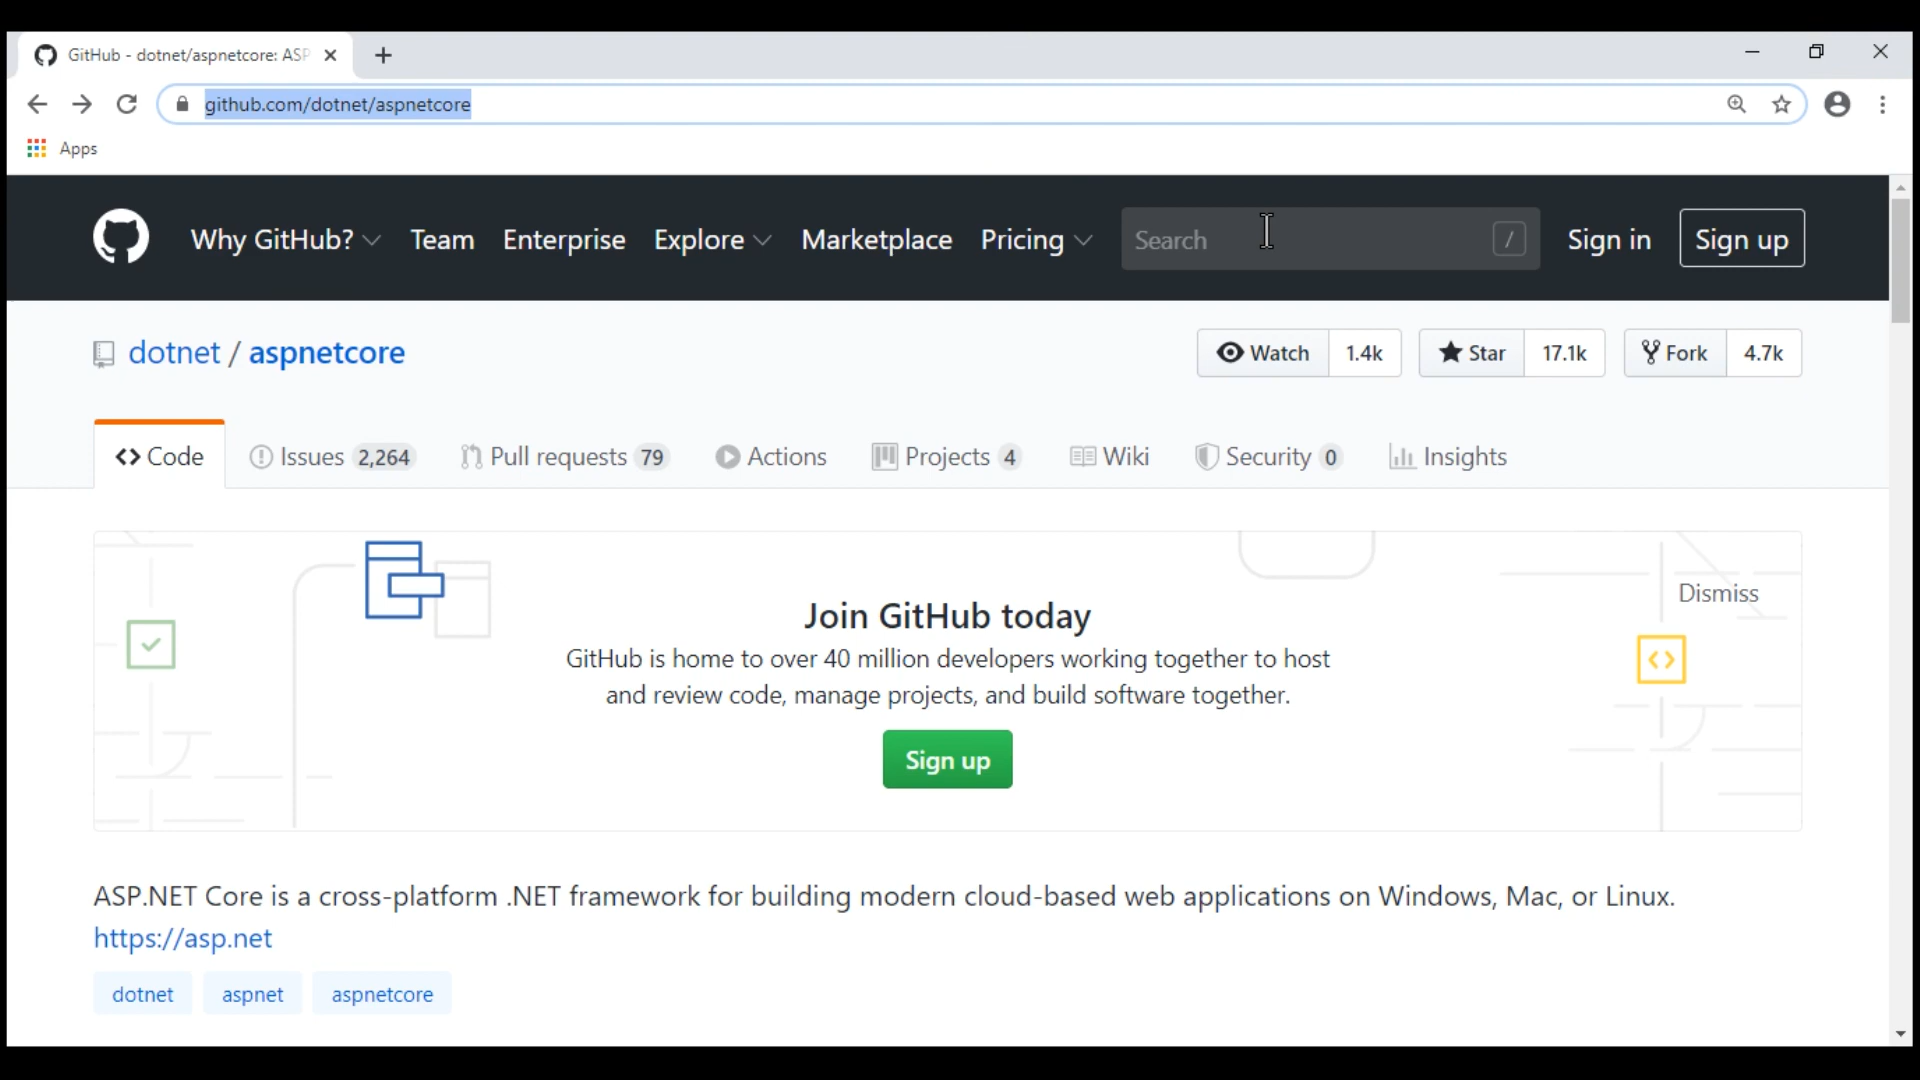 GitHub - dotnet/aspnetcore: ASP
github.com/dotnet/aspnetcore
Apps
Why GitHub? Team Enterprise Explore Marketplace Pricing Search / Sign in Sign up
dotnet / aspnetcore Watch 1.4k Star 17.1k Fork 4.7k
<> Code Issues 2,264 Pull requests 79 Actions Projects 4 Wiki Security 0 Insights
Dismiss
Join GitHub today
GitHub is home to over 40 million developers working together to host
and review code, manage projects, and build software together.
Sign up
ASP.NET Core is a cross-platform .NET framework for building modern cloud-based web applications on Windows, Mac, or Linux.
https://asp.net
dotnet aspnet aspnetcore